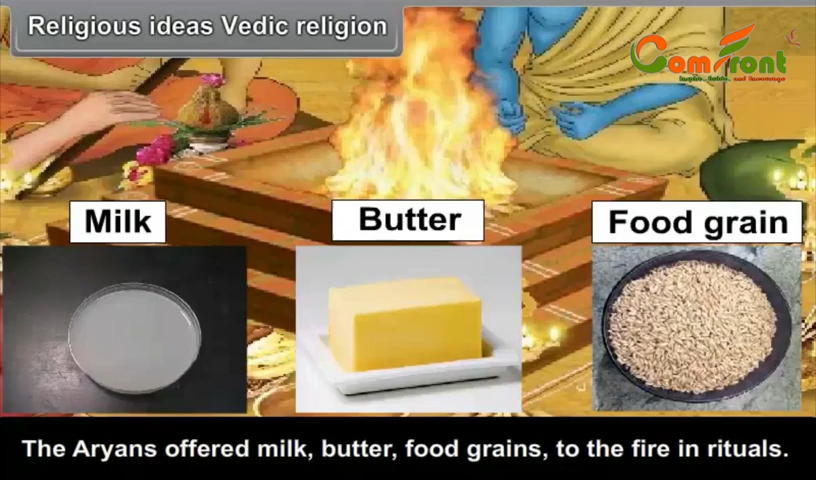 Religious ideas Vedic religion
ComFront
Milk
Butter
Food grain
The Aryans offered milk, butter, food grains, to the fire in rituals.